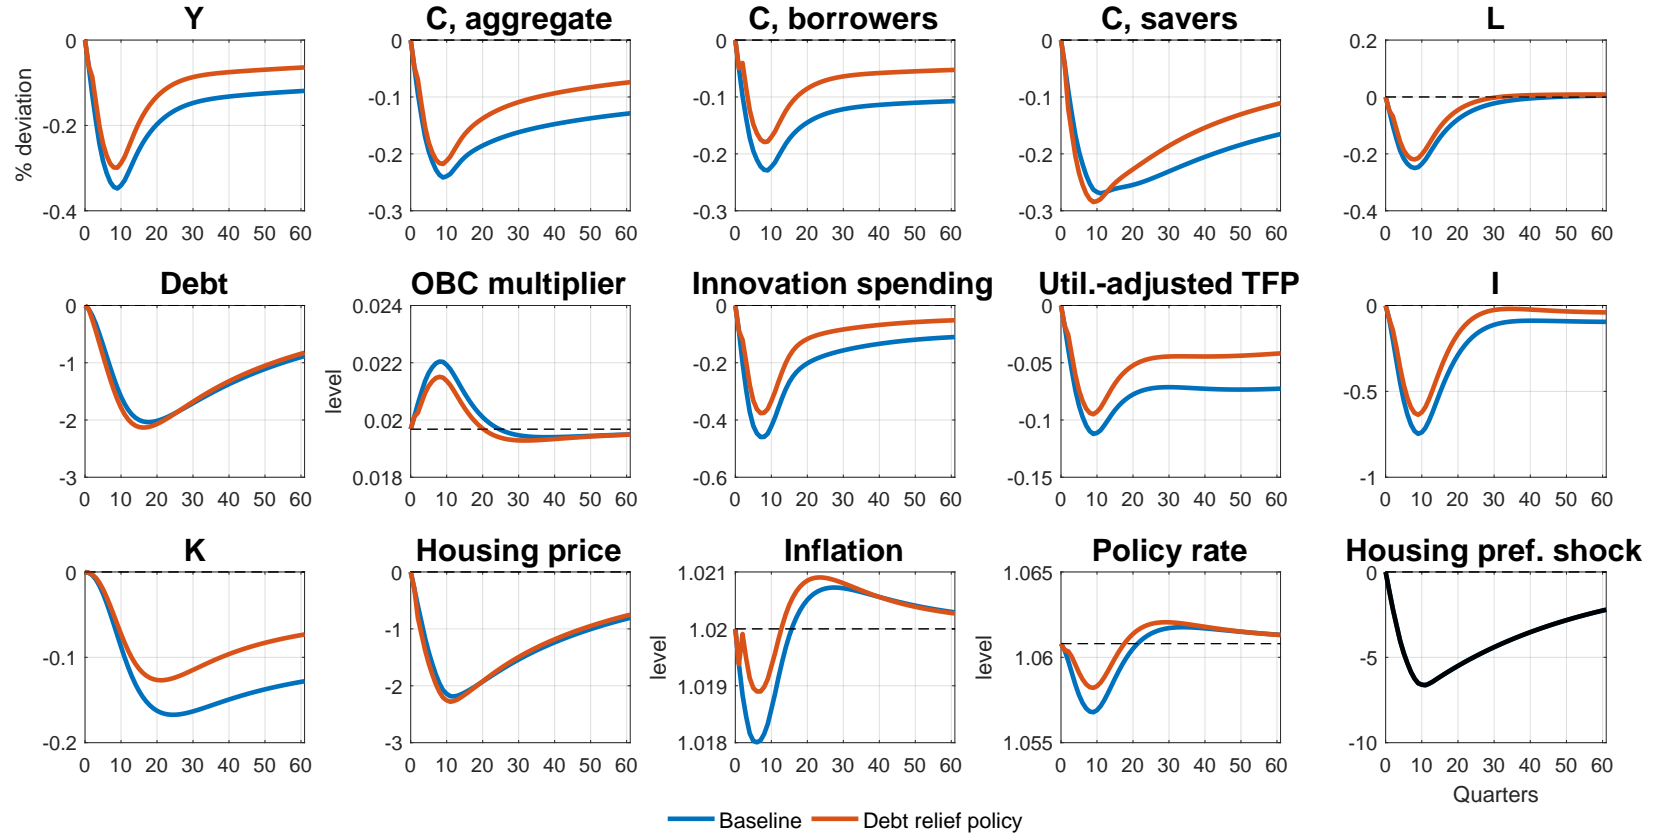 Y
C, aggregate
C, borrowers
C, savers
L
% deviation
0
-0.2
-0.4
0 10 20 30 40 50 60
0
-0.1
-0.2
-0.3
0 10 20 30 40 50 60
0
-0.1
-0.2
-0.3
0 10 20 30 40 50 60
0
-0.1
-0.2
-0.3
0 10 20 30 40 50 60
0.2
0
-0.2
-0.4
0 10 20 30 40 50 60
Debt
OBC multiplier
Innovation spending
Util.-adjusted TFP
I
0
-1
-2
-3
0 10 20 30 40 50 60
level
0.024
0.022
0.02
0.018
0 10 20 30 40 50 60
0
-0.2
-0.4
-0.6
0 10 20 30 40 50 60
0
-0.05
-0.1
-0.15
0 10 20 30 40 50 60
0
-0.5
-1
0 10 20 30 40 50 60
K
Housing price
Inflation
Policy rate
Housing pref. shock
0
-0.1
-0.2
0 10 20 30 40 50 60
0
-1
-2
-3
0 10 20 30 40 50 60
level
1.021
1.02
1.019
1.018
0 10 20 30 40 50 60
level
1.065
1.06
1.055
0 10 20 30 40 50 60
0
-5
-10
0 10 20 30 40 50 60
Quarters
Baseline
Debt relief policy